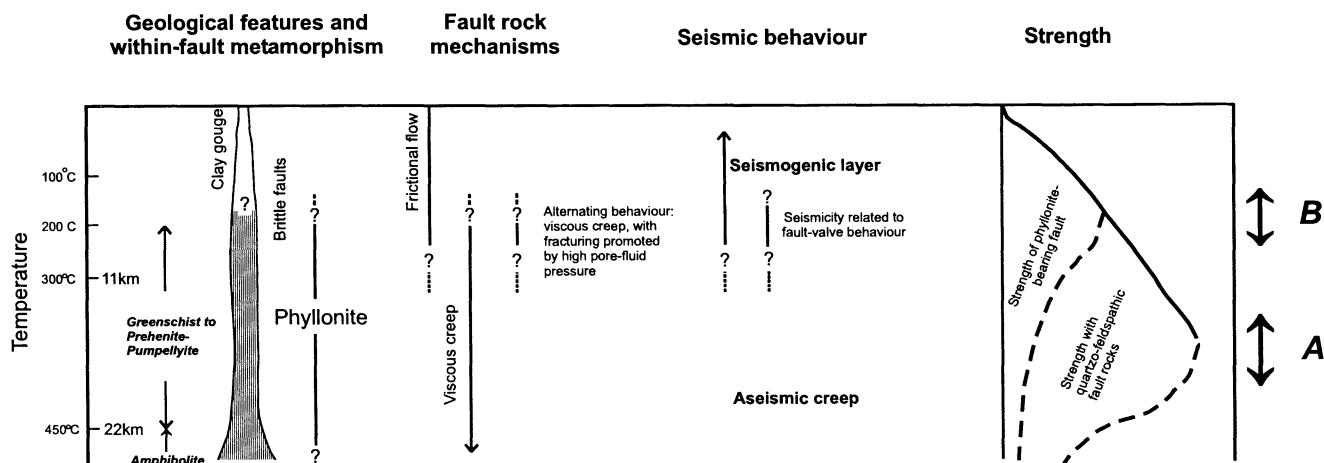 Geological features and
within-fault metamorphism
Fault rock
mechanisms
Seismic behaviour
Strength
Temperature
100°C
200 C
300°C
11km
450°C
22km
Greenschist to
Prehenite-
Pumpellyite
Amphibolite
Clay gouge
?
Brittle faults
?
Phyllonite
?
Frictional flow
?
?
Viscous creep
?
?
Alternating behaviour:
viscous creep, with
fracturing promoted
by high pore-fluid
pressure
Seismogenic layer
?
?
?
Seismicity related to
fault-valve behaviour
Aseismic creep
Strength of phyllonite-
bearing fault
Strength with
quartzo-feldspathic
fault rocks
B
A